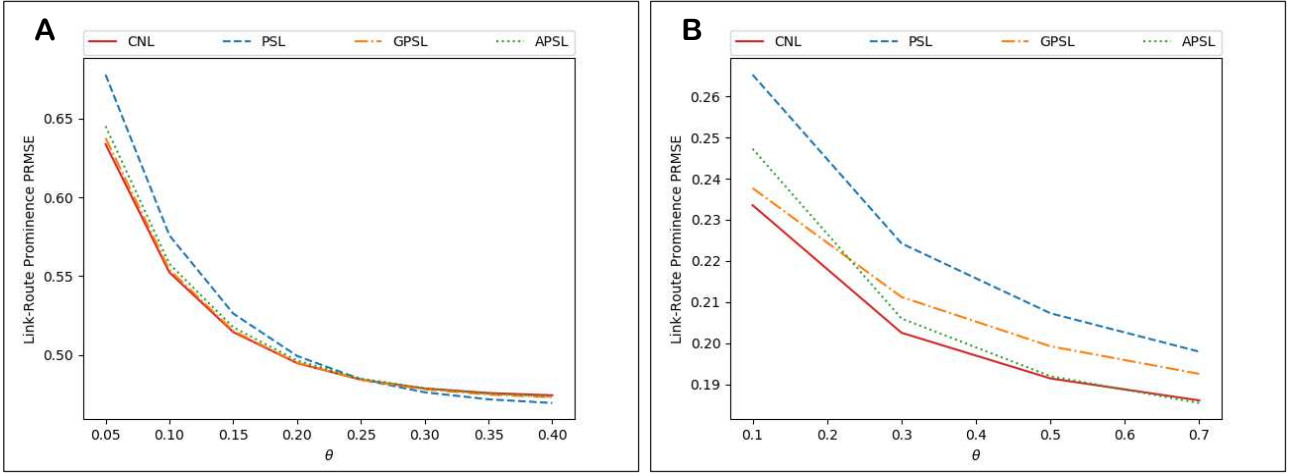 A
CNL PSL GPSL APSL
Link-Route Prominence PRMSE
0.65
0.60
0.55
0.50
0.05 0.10 0.15 0.20 0.25 0.30 0.35 0.40
θ
B
CNL PSL GPSL APSL
Link-Route Prominence PRMSE
0.26
0.25
0.24
0.23
0.22
0.21
0.20
0.19
0.1 0.2 0.3 0.4 0.5 0.6 0.7
θ